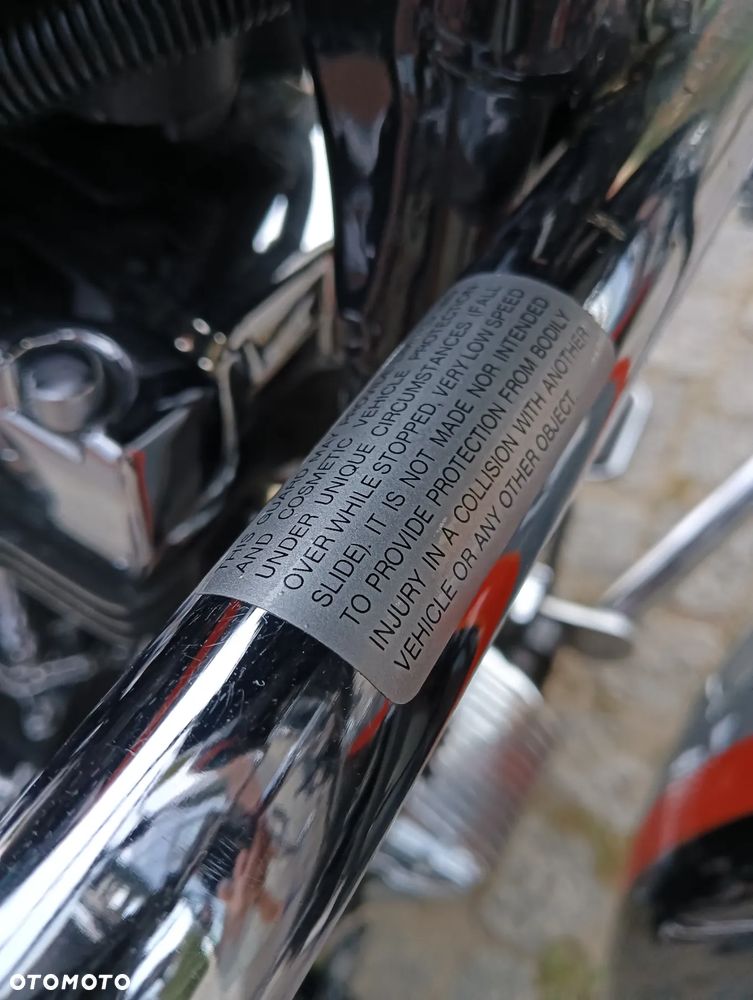 THIS GUARD MAY PROVIDE
AND COSMETIC VEHICLE PROTECTION
UNDER UNIQUE CIRCUMSTANCES (FALL
OVER WHILE STOPPED, VERY LOW SPEED
SLIDE). IT IS NOT MADE NOR INTENDED
TO PROVIDE PROTECTION FROM BODILY
INJURY IN A COLLISION WITH ANOTHER
VEHICLE OR ANY OTHER OBJECT.
OTOMOTO